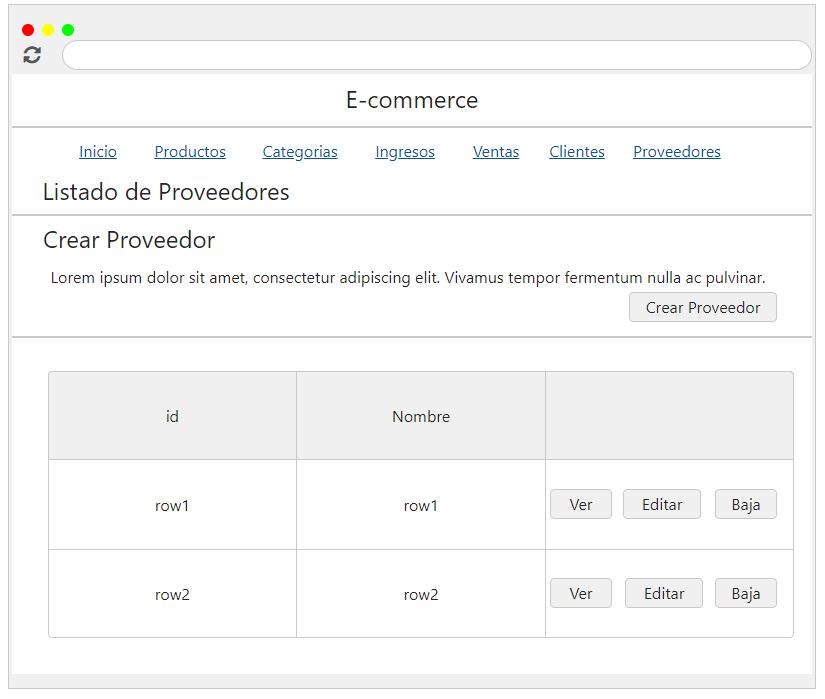 E-commerce
Inicio Productos Categorias Ingresos Ventas Clientes Proveedores
Listado de Proveedores
Crear Proveedor
Lorem ipsum dolor sit amet, consectetur adipiscing elit. Vivamus tempor fermentum nulla ac pulvinar.
Crear Proveedor
id Nombre
row1 row1 Ver Editar Baja
row2 row2 Ver Editar Baja